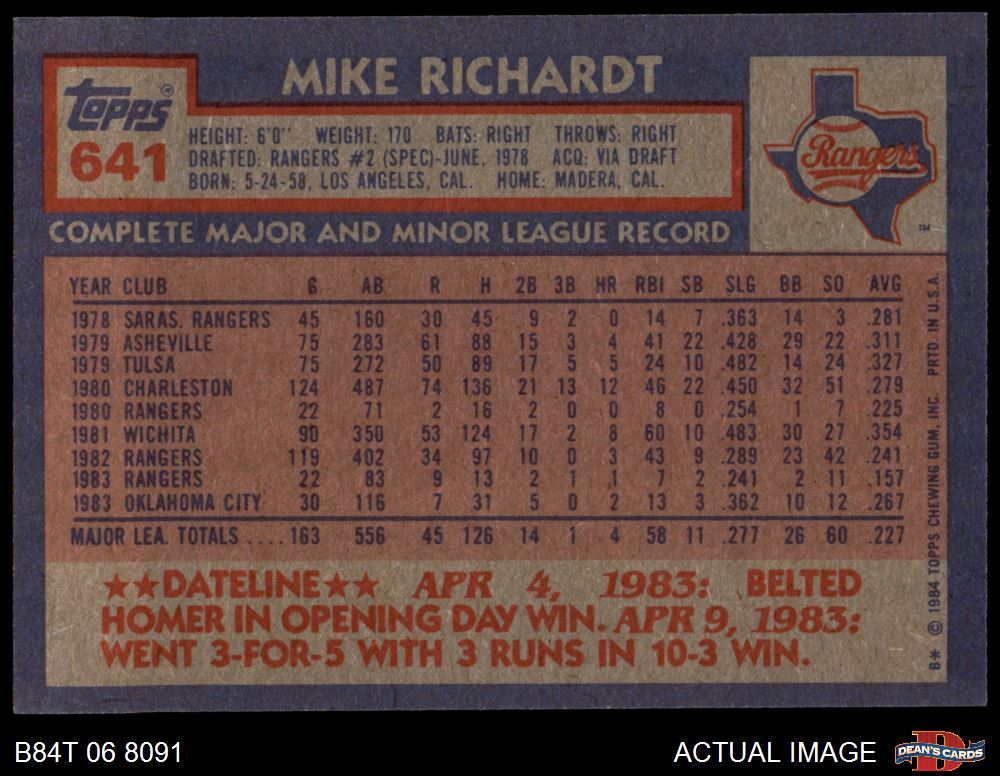 MIKE RICHARDT
topps®
641
HEIGHT: 6'0" WEIGHT: 170 BATS: RIGHT THROWS: RIGHT
DRAFTED: RANGERS #2 (SPEC)-JUNE, 1978 ACQ: VIA DRAFT
BORN: 5-24-58, LOS ANGELES, CAL. HOME: MADERA, CAL.
Rangers
TM
COMPLETE MAJOR AND MINOR LEAGUE RECORD
YEAR CLUB G AB R H 2B 3B HR RBI SB SLG BB SO AVG
1978 SARAS. RANGERS 45 160 30 45 9 2 0 14 7 .363 14 3 .281
1979 ASHEVILLE 75 283 61 88 15 3 4 41 22 .428 29 22 .311
1979 TULSA 75 272 50 89 17 5 5 24 10 .482 14 24 .327
1980 CHARLESTON 124 487 74 136 21 13 12 46 22 .450 32 51 .279
1980 RANGERS 22 71 2 16 2 0 0 8 0 .254 1 7 .225
1981 WICHITA 90 350 53 124 17 2 8 60 10 .483 30 27 .354
1982 RANGERS 119 402 34 97 10 0 3 43 9 .289 23 42 .241
1983 RANGERS 22 83 9 13 2 1 1 7 2 .241 2 11 .157
1983 OKLAHOMA CITY 30 116 7 31 5 0 2 13 3 .362 10 12 .267
MAJOR LEA. TOTALS .... 163 556 45 126 14 1 4 58 11 .277 26 60 .227
★★DATELINE★★ APR 4, 1983: BELTED
HOMER IN OPENING DAY WIN. APR 9, 1983:
WENT 3-FOR-5 WITH 3 RUNS IN 10-3 WIN.
B* © 1984 TOPPS CHEWING GUM, INC. PRTD. IN U.S.A.
B84T 06 8091
ACTUAL IMAGE
D
DEAN'S CARDS